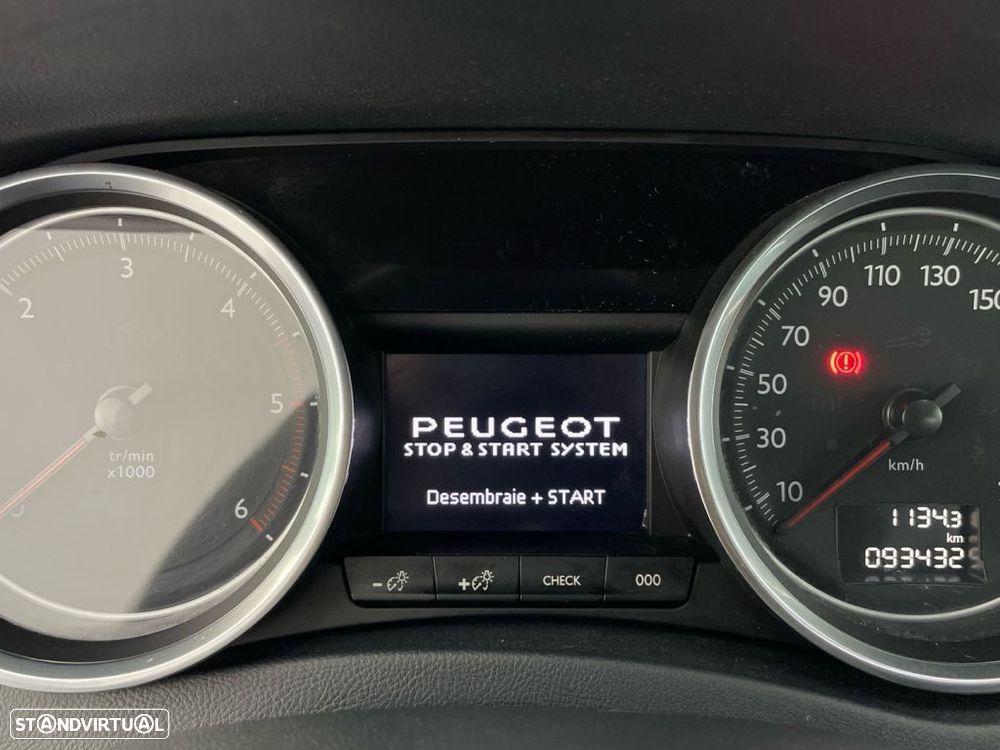 2
3
4
5
6
tr/min
x1000
PEUGEOT
STOP & START SYSTEM
Desembraie + START
- 
+
CHECK
000
10
30
50
70
90
110
130
150
km/h
1134.3
km
093432
STANDVIRTUAL